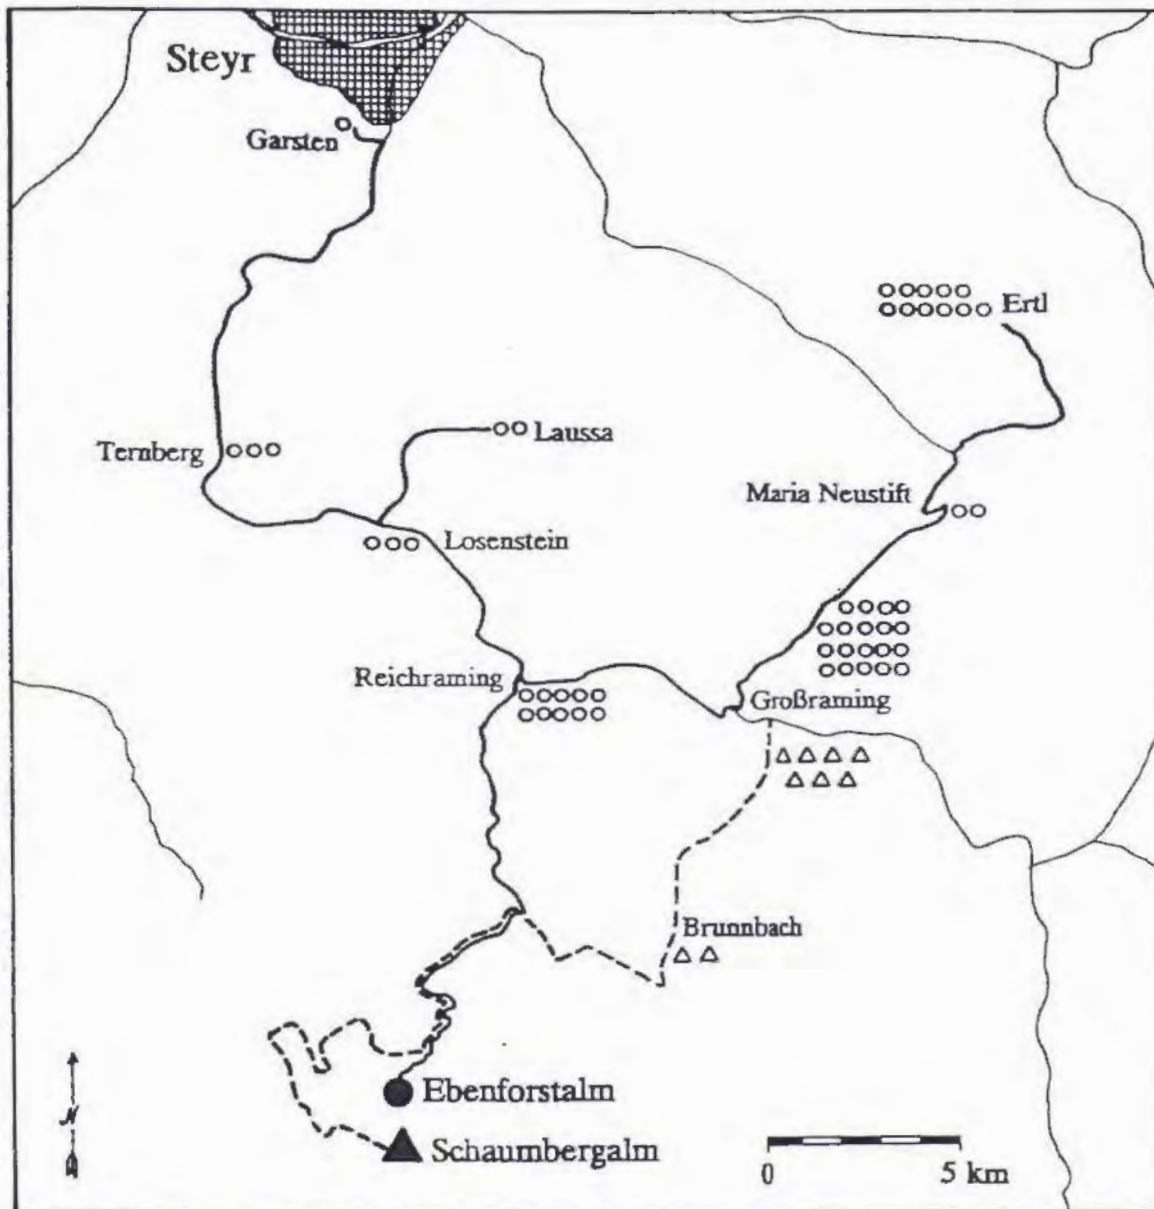 Steyr
Garsten
Ertl
Ternberg
Laussa
Maria Neustift
Losenstein
Reichraming
Großraming
Brunnbach
N
Ebenforstalm
Schaumbergalm
0 5 km